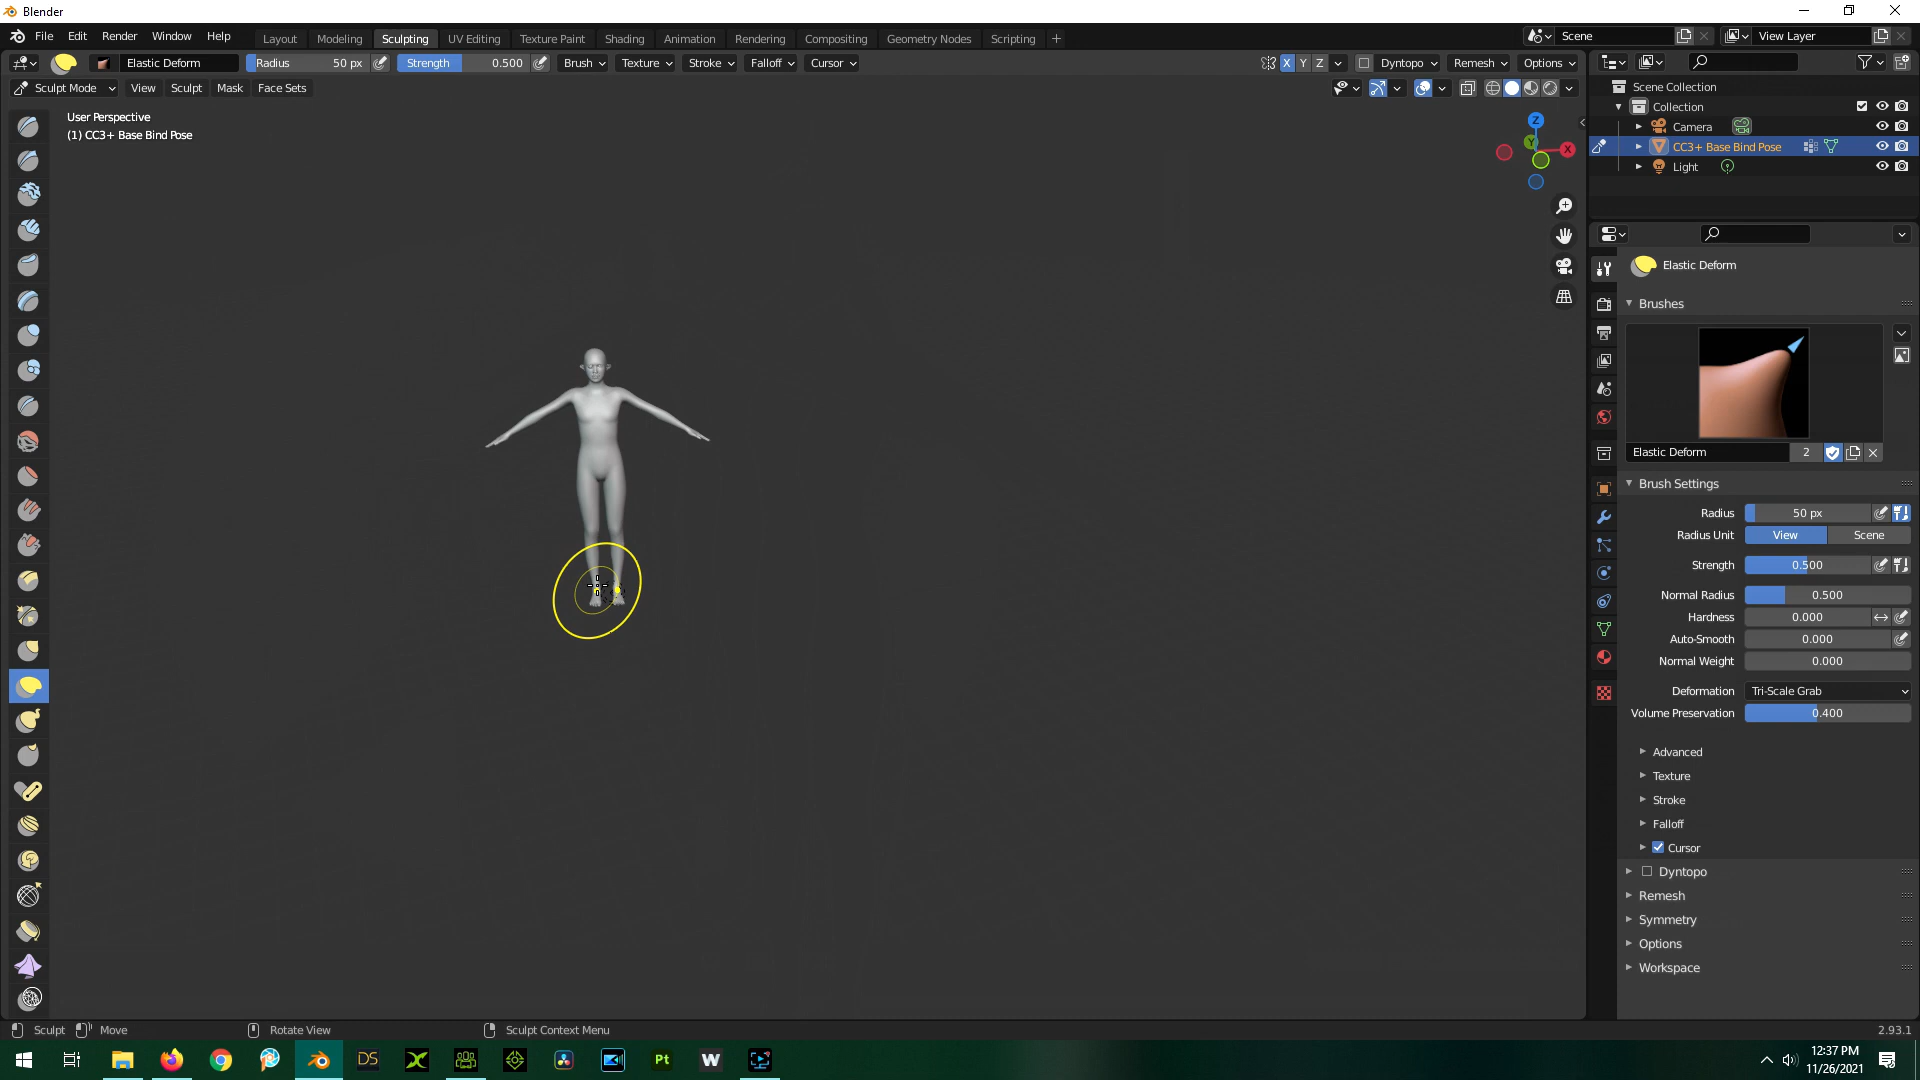 Blender
File Edit Render Window Help Layout Modeling Sculpting UV Editing Texture Paint Shading Animation Rendering Compositing Geometry Nodes Scripting + Scene View Layer
Elastic Deform Radius 50 px Strength 0.500 Brush Texture Stroke Falloff Cursor X Y Z Dyntopo Remesh Options
Sculpt Mode View Sculpt Mask Face Sets
User Perspective
(1) CC3+ Base Bind Pose
Z
Y
X
Scene Collection
Collection
Camera
CC3+ Base Bind Pose
Light
Elastic Deform
Brushes
Elastic Deform 2
Brush Settings
Radius 50 px
Radius Unit View Scene
Strength 0.500
Normal Radius 0.500
Hardness 0.000
Auto-Smooth 0.000
Normal Weight 0.000
Deformation Tri-Scale Grab
Volume Preservation 0.400
Advanced
Texture
Stroke
Falloff
Cursor
Dyntopo
Remesh
Symmetry
Options
Workspace
Sculpt Move Rotate View Sculpt Context Menu 2.93.1
DS Pt W
12:37 PM
11/26/2021